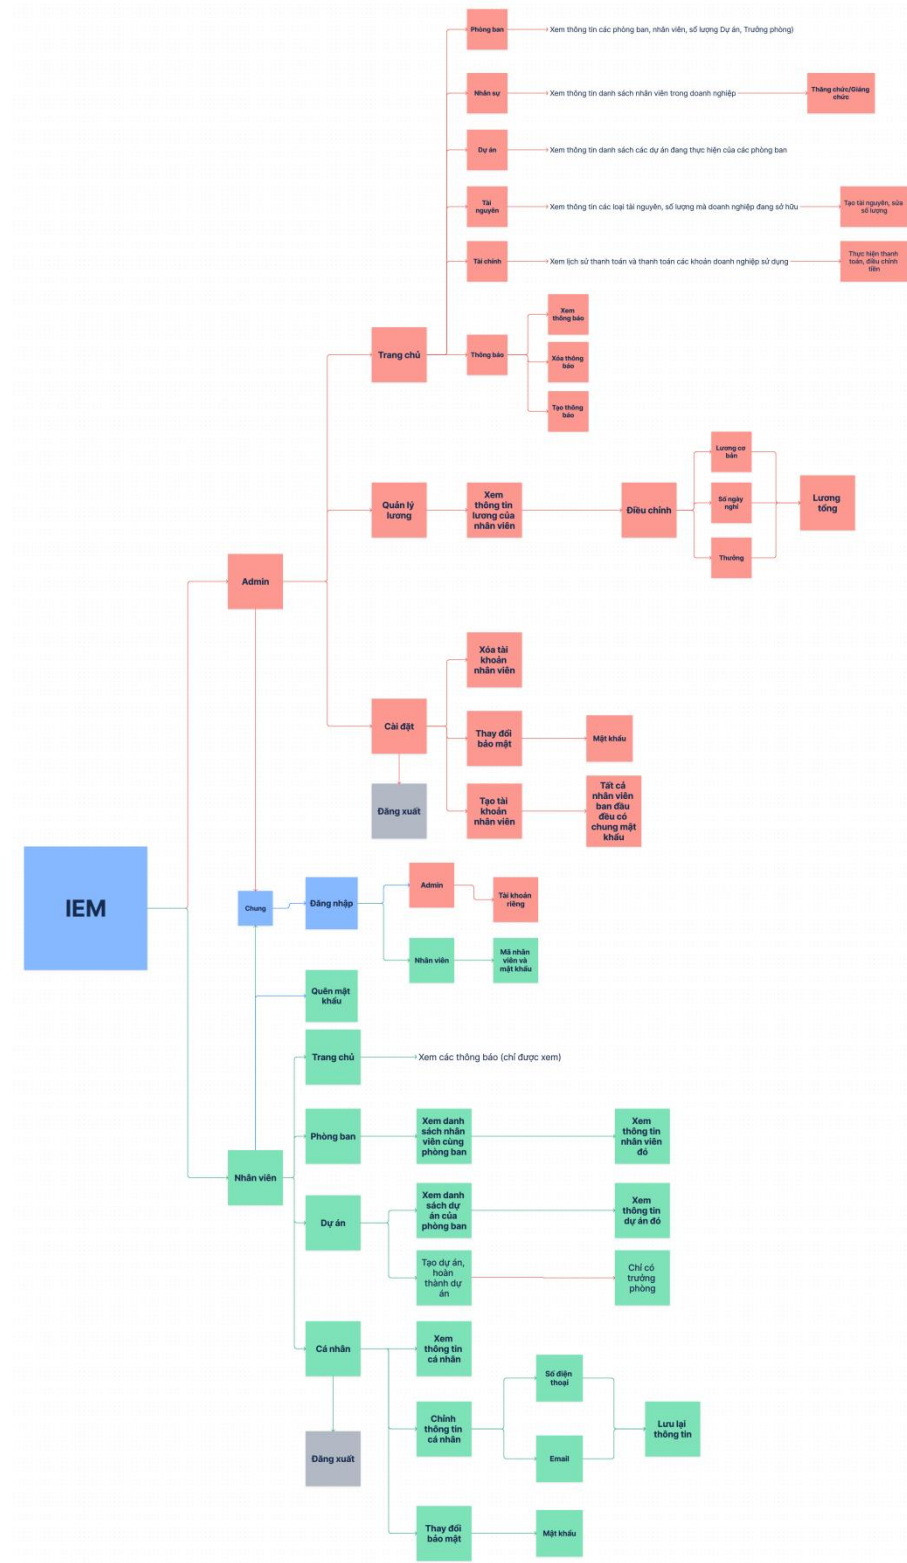 Phòng ban
Xem thông tin các phòng ban, nhân viên, số lượng Dự án, Trưởng phòng)
Nhân sự
Xem thông tin danh sách nhân viên trong doanh nghiệp
Thăng chức/Giáng
chức
Dự án
Xem thông tin danh sách các dự án đang thực hiện của các phòng ban
Tài
nguyên
Xem thông tin các loại tài nguyên, số lượng mà doanh nghiệp đang sở hữu
Tạo tài nguyên, sửa
số lượng
Tài chính
Xem lịch sử thanh toán và thanh toán các khoản doanh nghiệp sử dụng
Thực hiện thanh
toán, điều chỉnh
tiền
Trang chủ
Thông báo
Xem
thông báo
Xóa thông
báo
Tạo thông
báo
Quản lý
lương
Xem
thông tin
lương của
nhân viên
Điều chỉnh
Lương cơ
bản
Số ngày
nghỉ
Thưởng
Lương
tổng
Admin
Cài đặt
Xóa tài
khoản
nhân viên
Thay đổi
bảo mật
Mật khẩu
Tạo tài
khoản
nhân viên
Tất cả
nhân viên
ban đầu
đều có
chung mật
khẩu
Đăng xuất
IEM
Chung
Đăng nhập
Admin
Tài khoản
riêng
Nhân viên
Mã nhân
viên và
mật khẩu
Quên mật
khẩu
Trang chủ
Xem các thông báo (chỉ được xem)
Phòng ban
Xem danh
sách nhân
viên cùng
phòng ban
Xem
thông tin
nhân viên
đó
Nhân viên
Dự án
Xem danh
sách dự
án của
phòng ban
Xem
thông tin
dự án đó
Tạo dự án,
hoàn
thành dự
án
Chỉ có
trưởng
phòng
Cá nhân
Xem
thông tin
cá nhân
Chỉnh
thông tin
cá nhân
Số điện
thoại
Email
Lưu lại
thông tin
Đăng xuất
Thay đổi
bảo mật
Mật khẩu